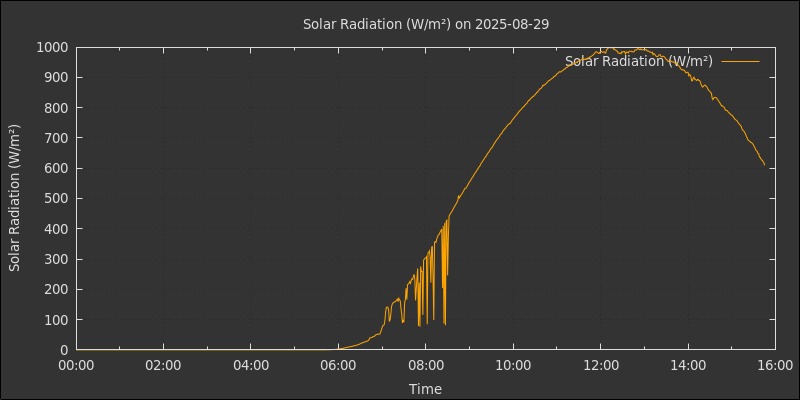 Solar Radiation (W/m²) on 2025-08-29
Solar Radiation (W/m²)
Solar Radiation (W/m²)
1000
900
800
700
600
500
400
300
200
100
0
00:00 02:00 04:00 06:00 08:00 10:00 12:00 14:00 16:00
Time